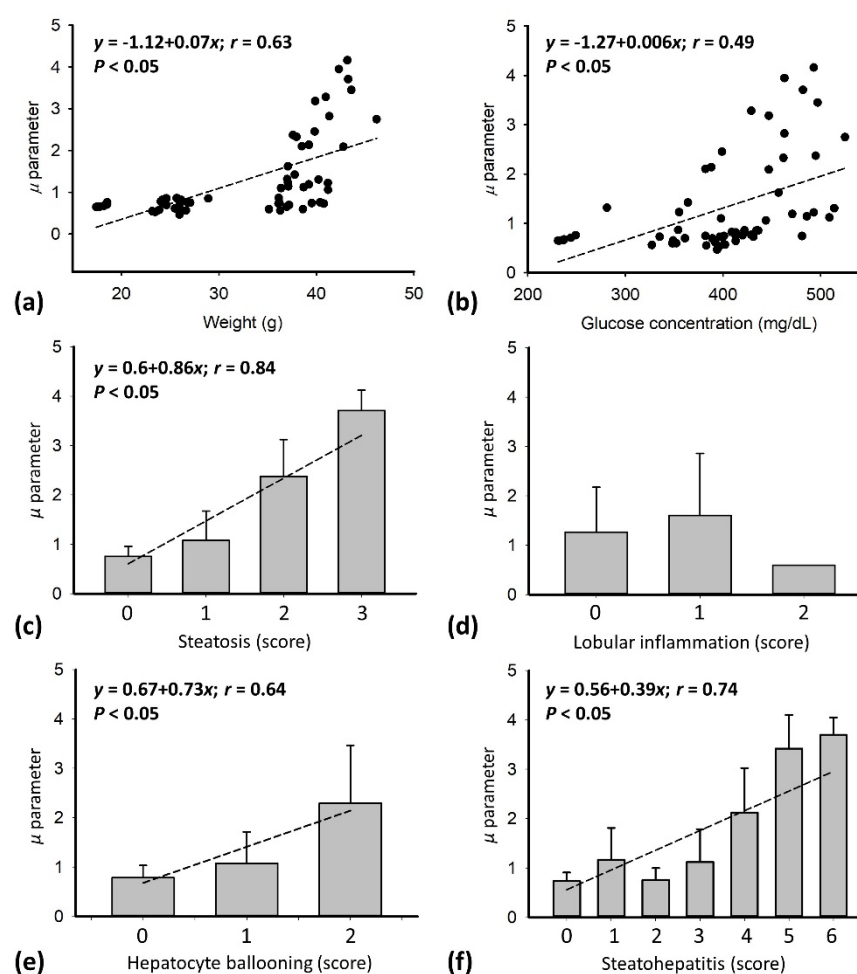 y = -1.12+0.07x; r = 0.63
P < 0.05
μ parameter
5
4
3
2
1
0
20
30
40
50
(a)
Weight (g)
y = -1.27+0.006x; r = 0.49
P < 0.05
μ parameter
5
4
3
2
1
0
200
300
400
500
(b)
Glucose concentration (mg/dL)
y = 0.6+0.86x; r = 0.84
P < 0.05
μ parameter
5
4
3
2
1
0
0
1
2
3
(c)
Steatosis (score)
μ parameter
5
4
3
2
1
0
0
1
2
(d)
Lobular inflammation (score)
y = 0.67+0.73x; r = 0.64
P < 0.05
μ parameter
5
4
3
2
1
0
0
1
2
(e)
Hepatocyte ballooning (score)
y = 0.56+0.39x; r = 0.74
P < 0.05
μ parameter
5
4
3
2
1
0
0
1
2
3
4
5
6
(f)
Steatohepatitis (score)